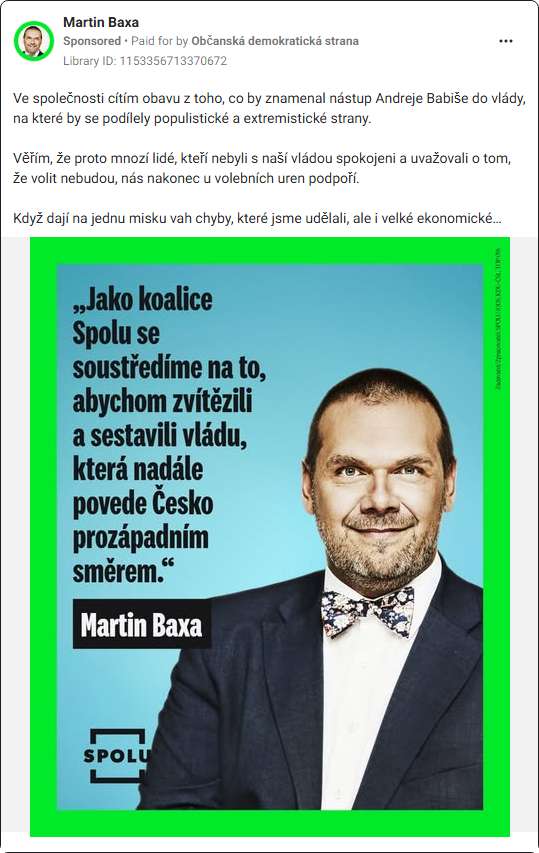 Martin Baxa
Sponsored • Paid for by Občanská demokratická strana
Library ID: 1153356713370672
Ve společnosti cítím obavu z toho, co by znamenal nástup Andreje Babiše do vlády,
na které by se podílely populistické a extremistické strany.
Věřím, že proto mnozí lidé, kteří nebyli s naší vládou spokojeni a uvažovali o tom,
že volit nebudou, nás nakonec u volebních uren podpoří.
Když dají na jednu misku vah chyby, které jsme udělali, ale i velké ekonomické…
„Jako koalice
Spolu se
soustředíme na to,
abychom zvítězili
a sestavili vládu,
která nadále
povede Česko
prozápadním
směrem.“
Martin Baxa
SPOLU